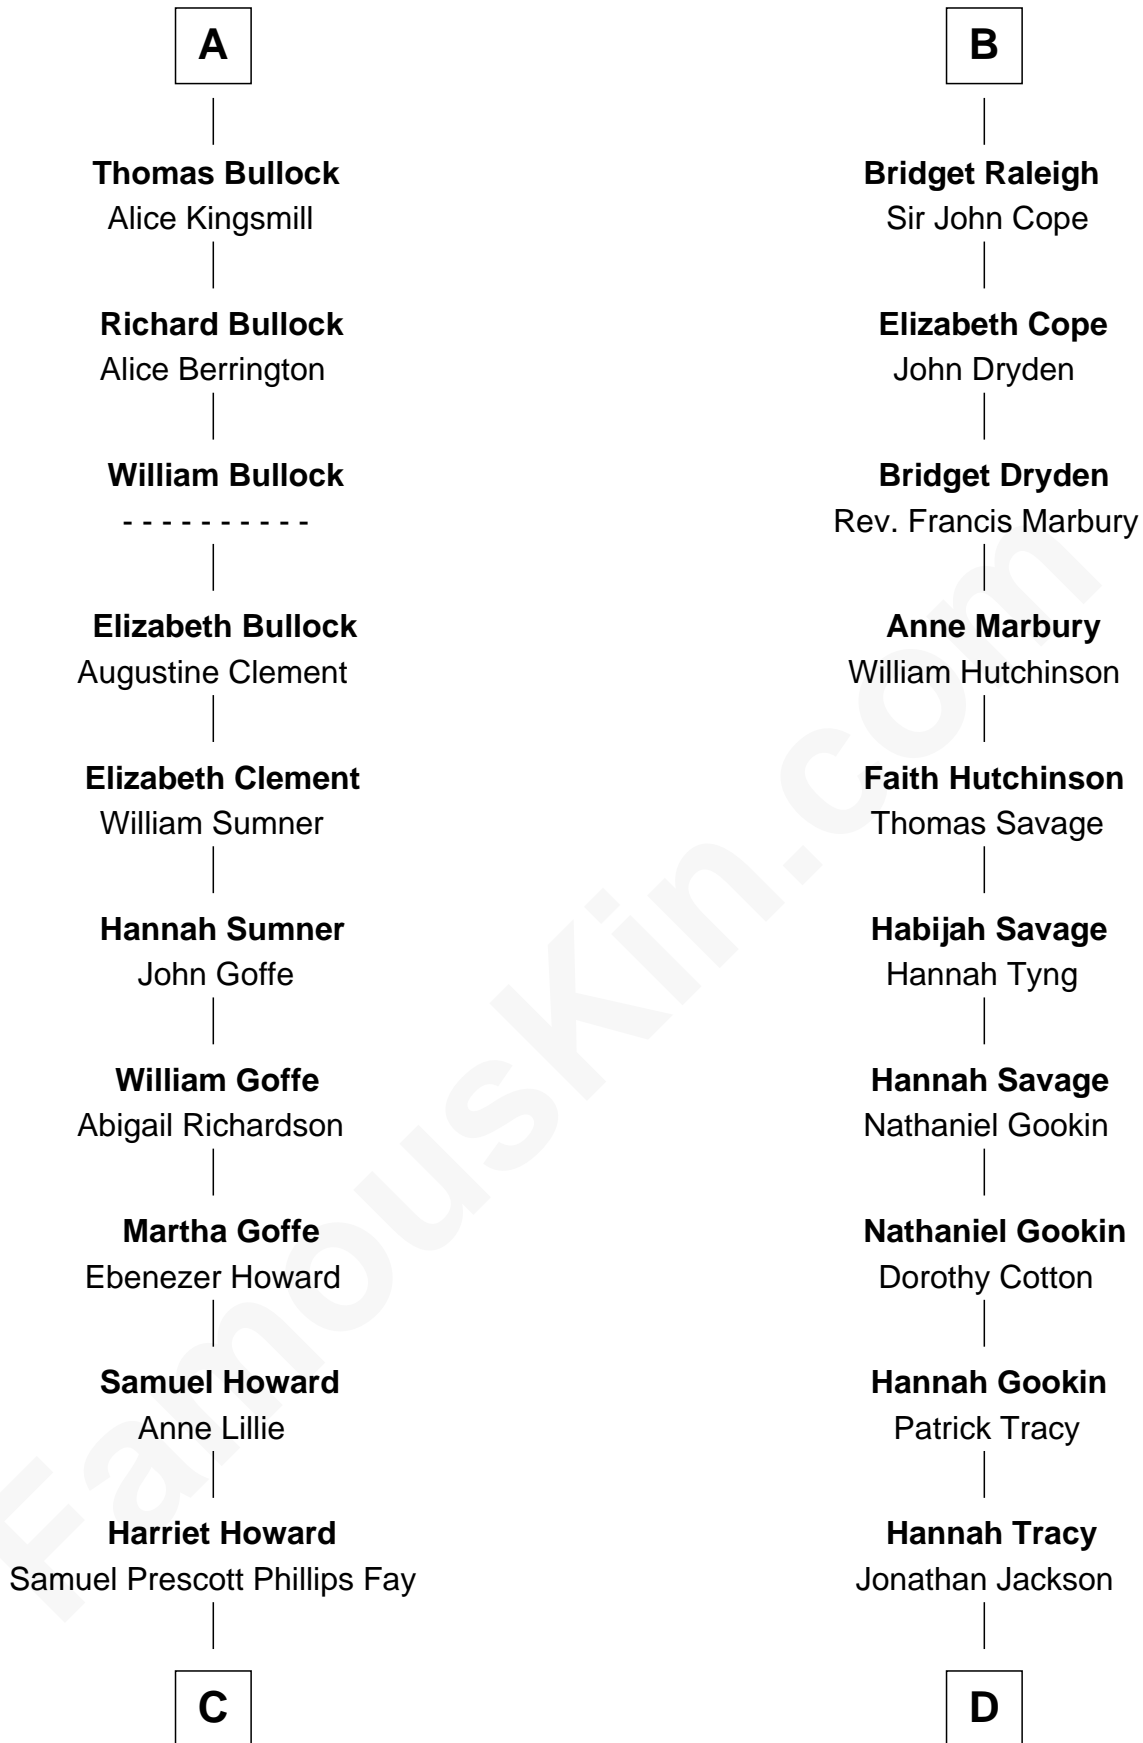 A
Thomas Bullock
Alice Kingsmill
Richard Bullock
Alice Berrington
William Bullock
- - - - - - - - - -
Elizabeth Bullock
Augustine Clement
Elizabeth Clement
William Sumner
Hannah Sumner
John Goffe
William Goffe
Abigail Richardson
Martha Goffe
Ebenezer Howard
Samuel Howard
Anne Lillie
Harriet Howard
Samuel Prescott Phillips Fay
C
B
Bridget Raleigh
Sir John Cope
Elizabeth Cope
John Dryden
Bridget Dryden
Rev. Francis Marbury
Anne Marbury
William Hutchinson
Faith Hutchinson
Thomas Savage
Habijah Savage
Hannah Tyng
Hannah Savage
Nathaniel Gookin
Nathaniel Gookin
Dorothy Cotton
Hannah Gookin
Patrick Tracy
Hannah Tracy
Jonathan Jackson
D
FamousKin.com